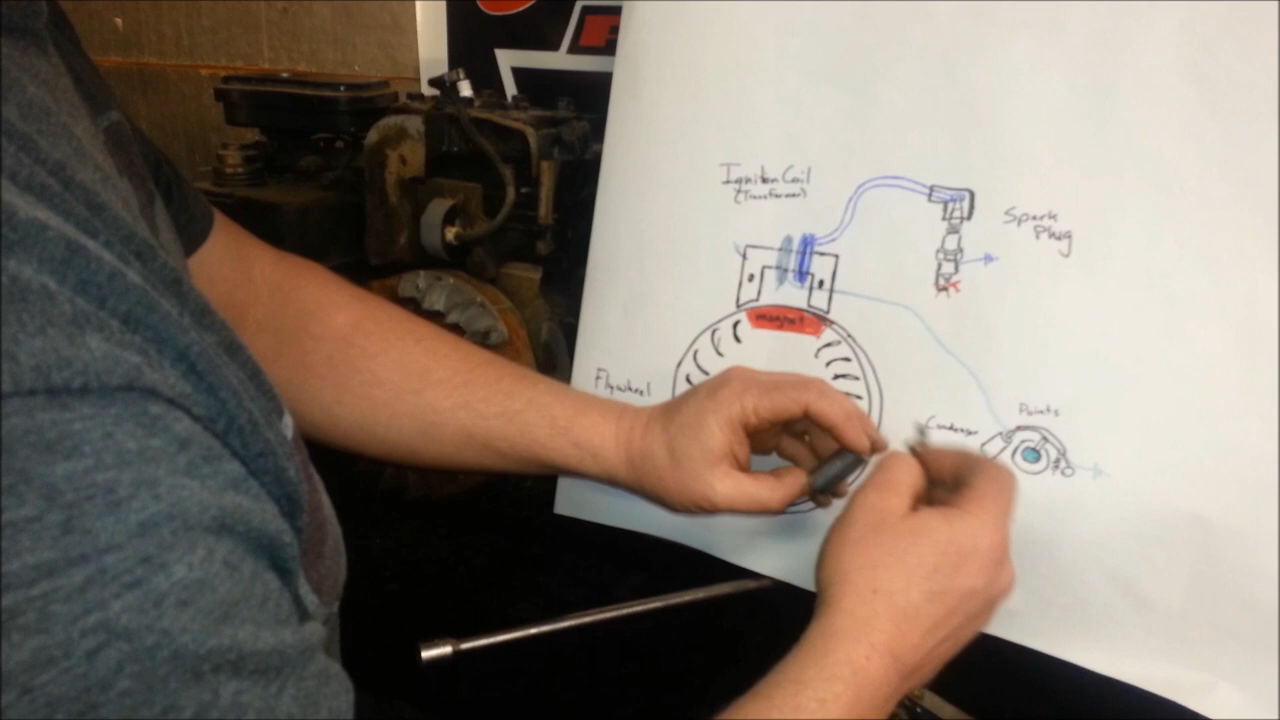 Ignition Coil
(Transformer)
Spark
Plug
magnet
Flywheel
Points
Condenser